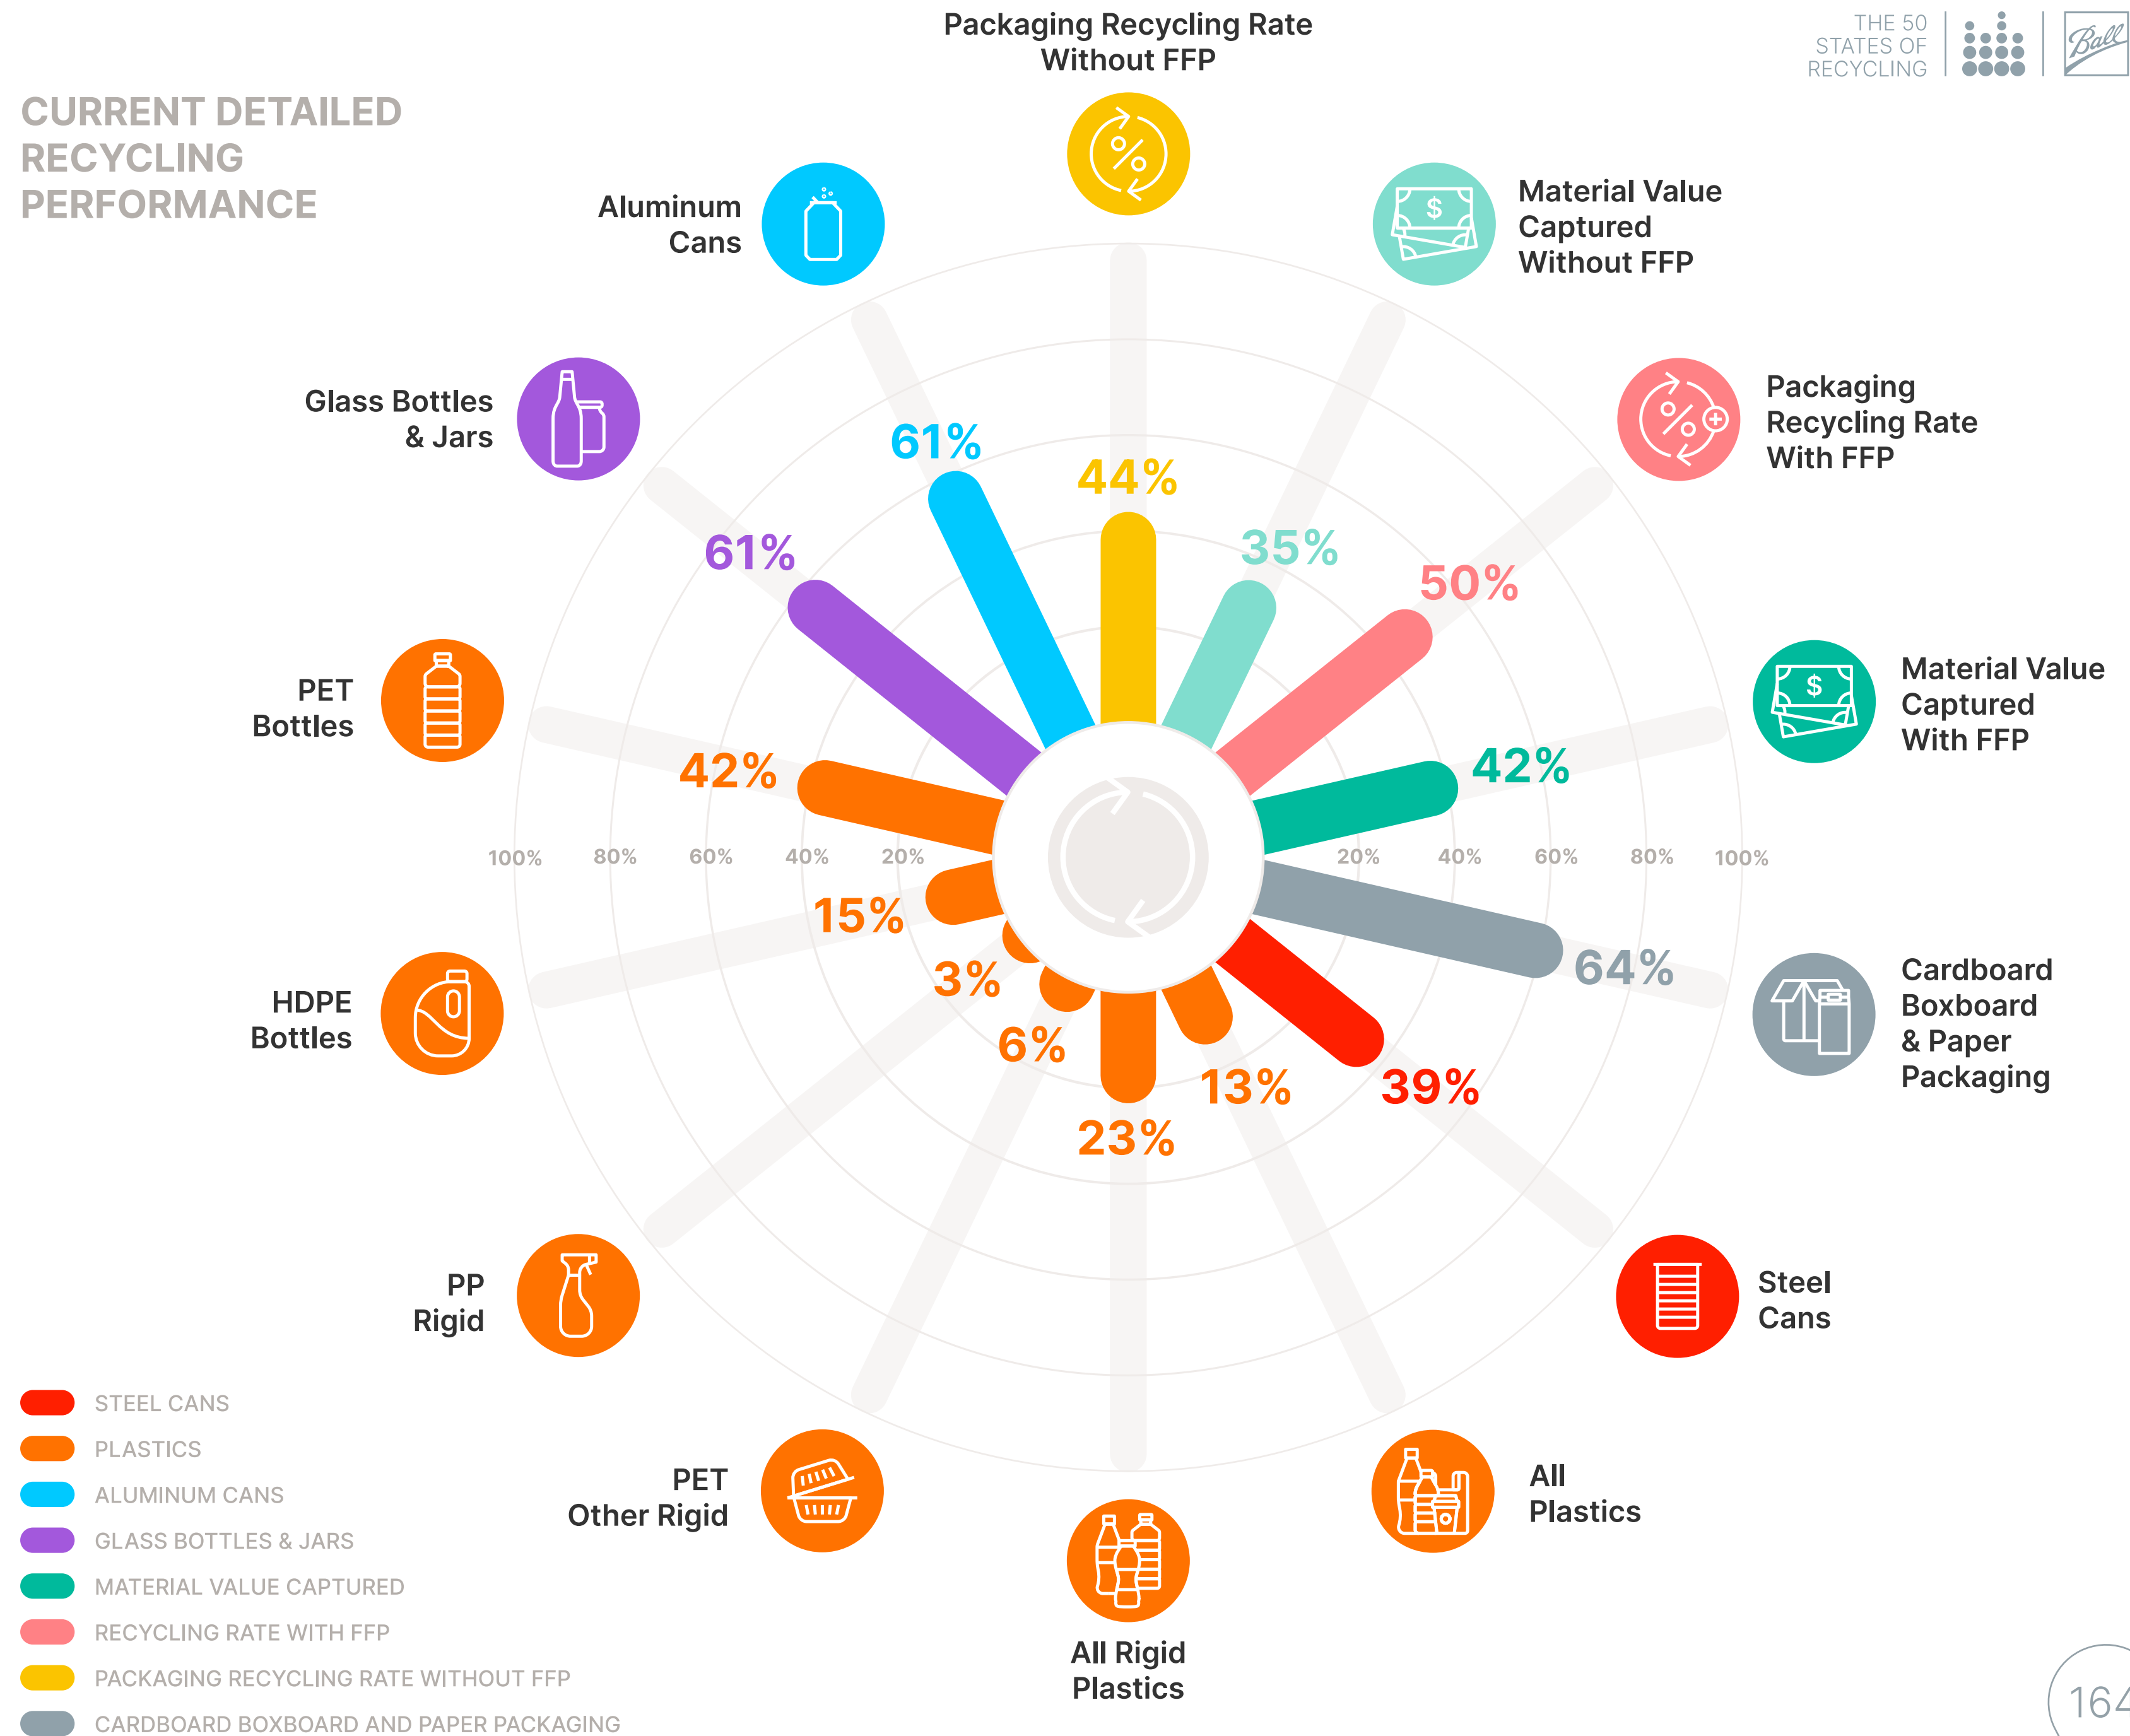 Packaging Recycling Rate
Without FFP
THE 50
STATES OF
RECYCLING
Ball
CURRENT DETAILED
RECYCLING
PERFORMANCE
Aluminum
Cans
Material Value
Captured
Without FFP
Glass Bottles
& Jars
Packaging
Recycling Rate
With FFP
61%
44%
61%
35%
50%
PET
Bottles
Material Value
Captured
With FFP
42%
42%
100% 80% 60% 40% 20% 20% 40% 60% 80% 100%
15%
64%
3%
6%
13%
39%
23%
HDPE
Bottles
Cardboard
Boxboard
& Paper
Packaging
PP
Rigid
Steel
Cans
PET
Other Rigid
All
Plastics
All Rigid
Plastics
STEEL CANS
PLASTICS
ALUMINUM CANS
GLASS BOTTLES & JARS
MATERIAL VALUE CAPTURED
RECYCLING RATE WITH FFP
PACKAGING RECYCLING RATE WITHOUT FFP
CARDBOARD BOXBOARD AND PAPER PACKAGING
164